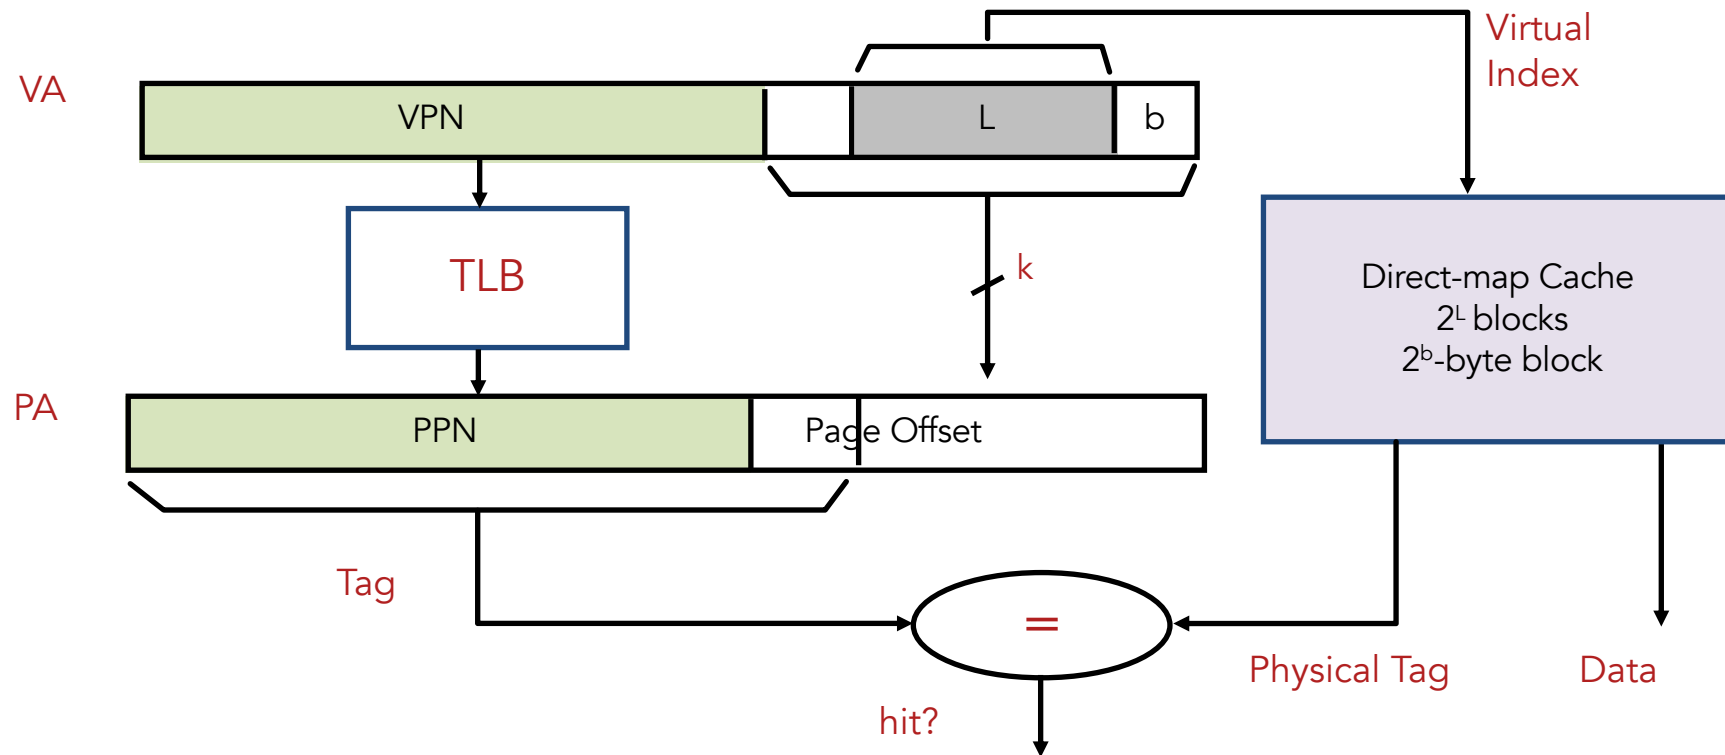 Virtual
Index
VA
VPN
L
b
TLB
k
Direct-map Cache
2ᴸ blocks
2ᵇ-byte block
PA
PPN
Page Offset
Tag
=
Physical Tag
Data
hit?